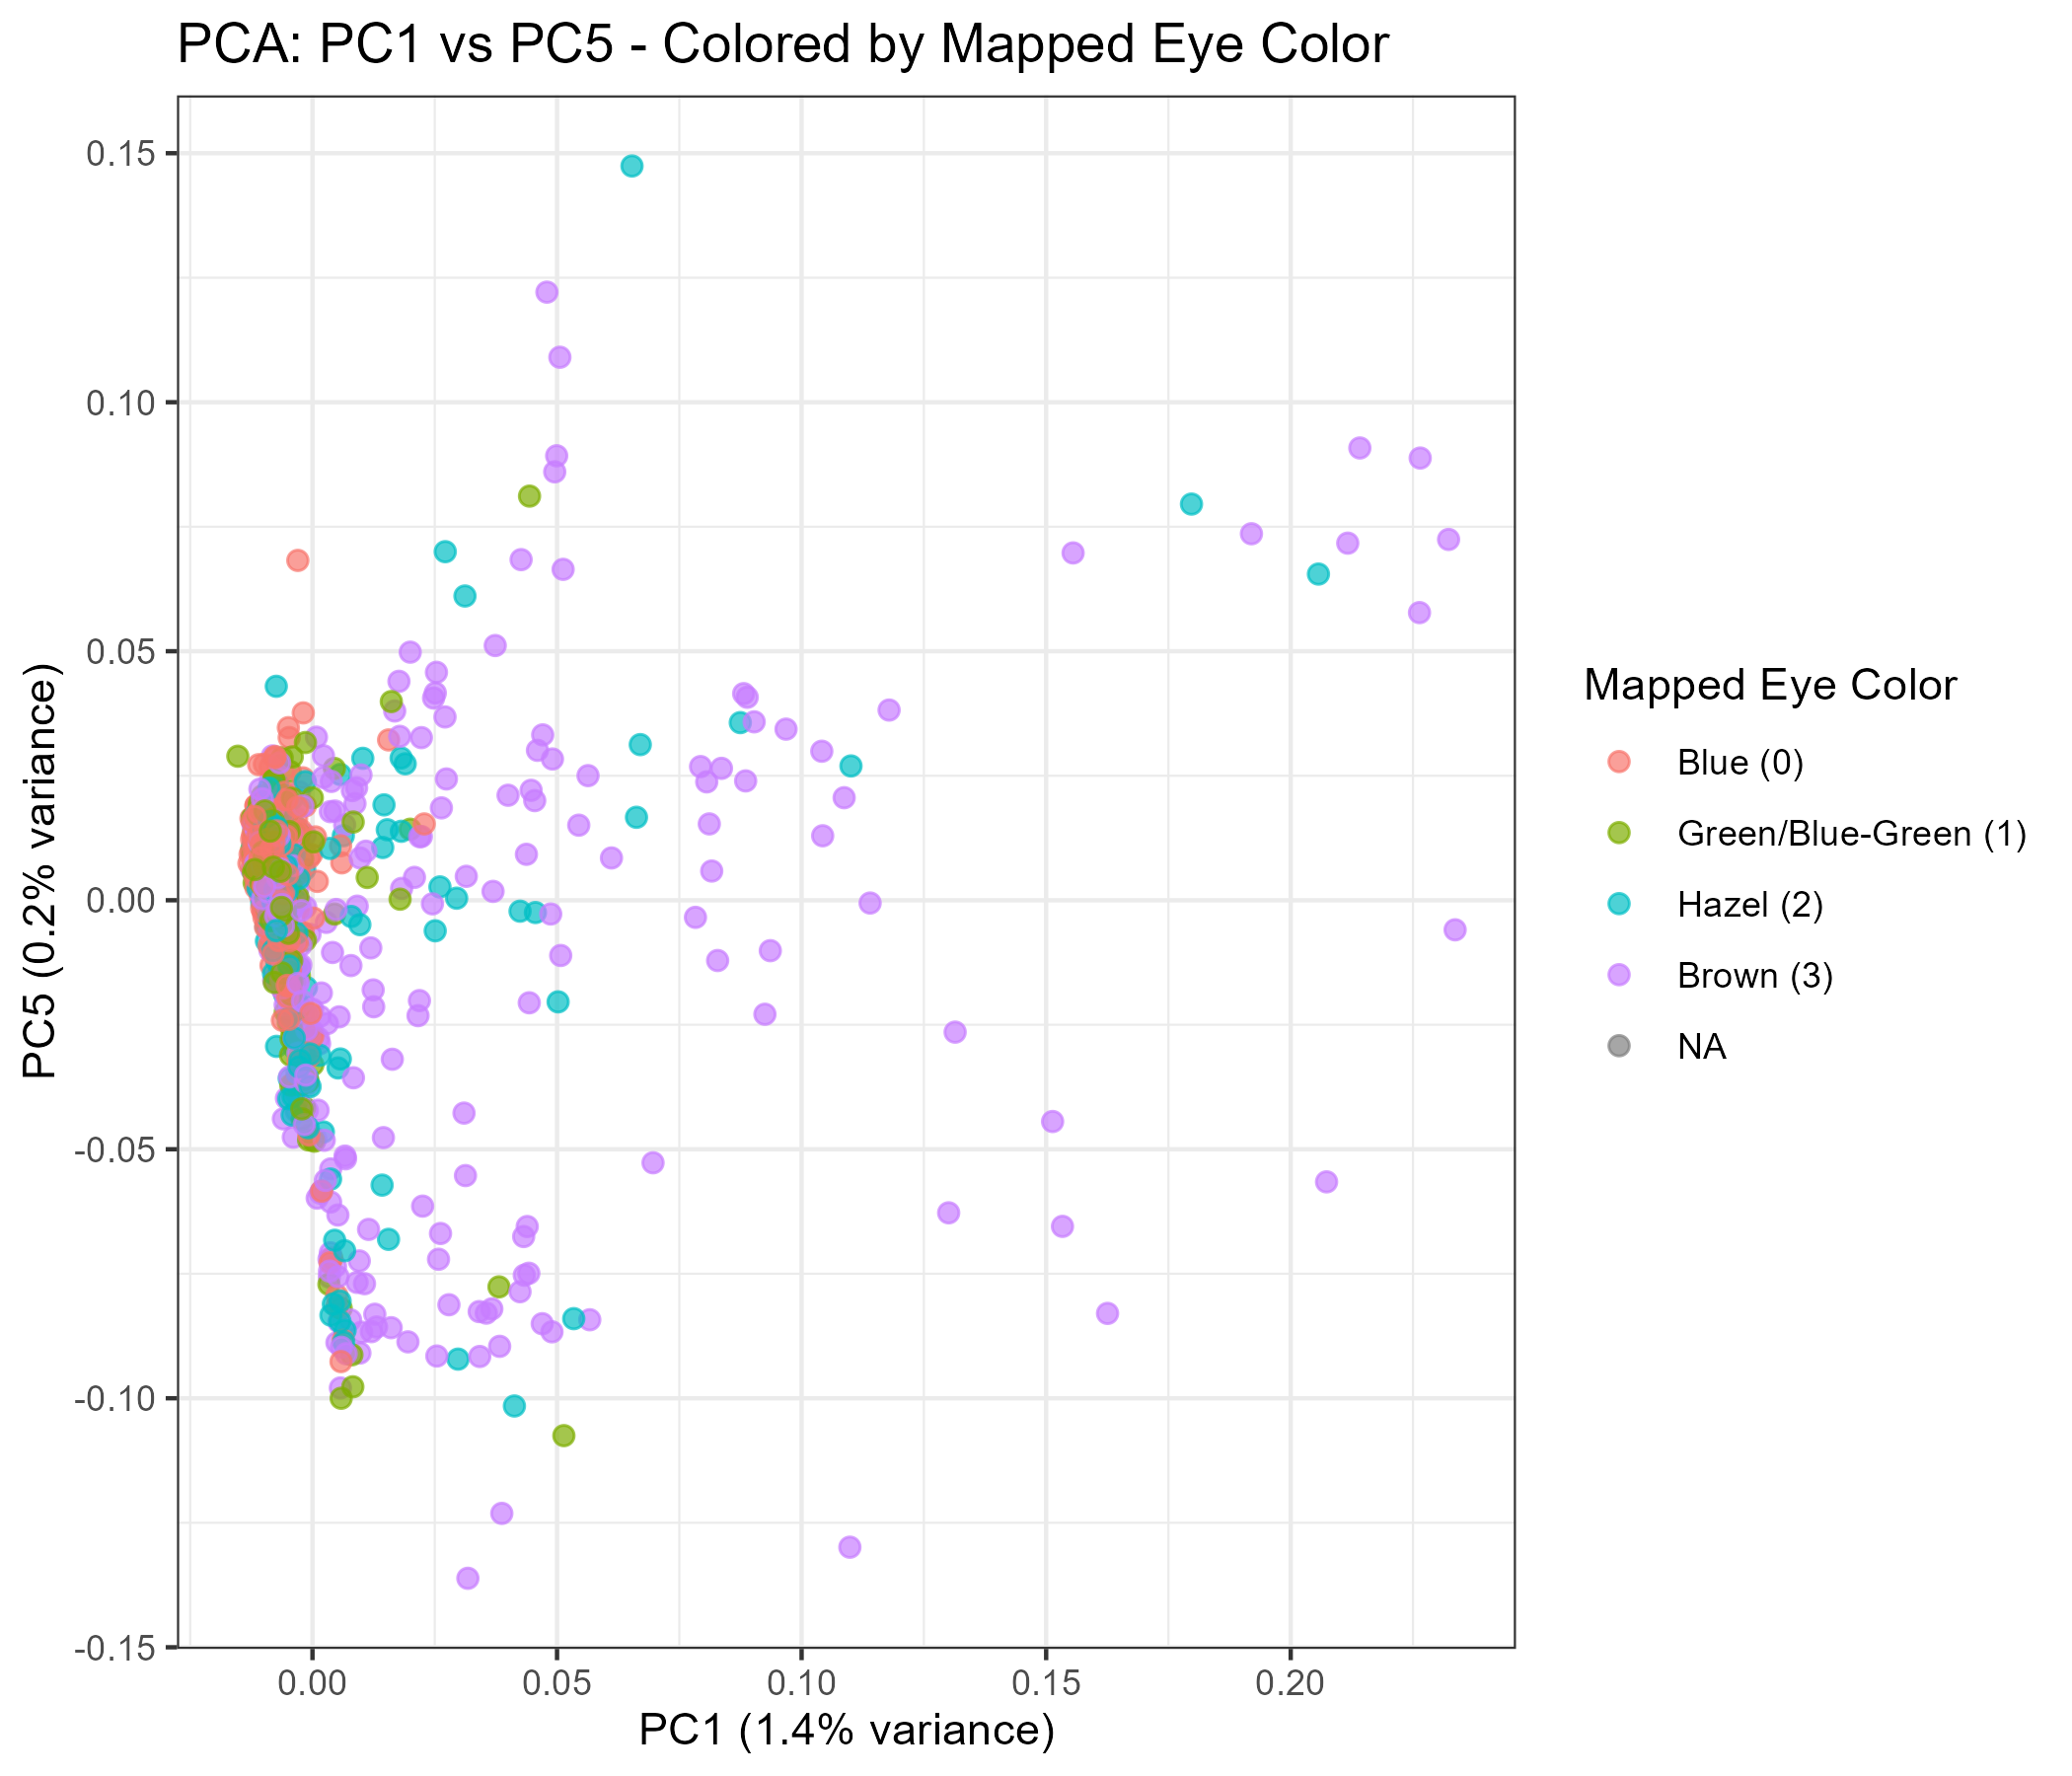 PCA: PC1 vs PC5 - Colored by Mapped Eye Color
0.15
0.10
0.05
0.00
-0.05
-0.10
-0.15
PC5 (0.2% variance)
0.00 0.05 0.10 0.15 0.20
PC1 (1.4% variance)
Mapped Eye Color
Blue (0)
Green/Blue-Green (1)
Hazel (2)
Brown (3)
NA